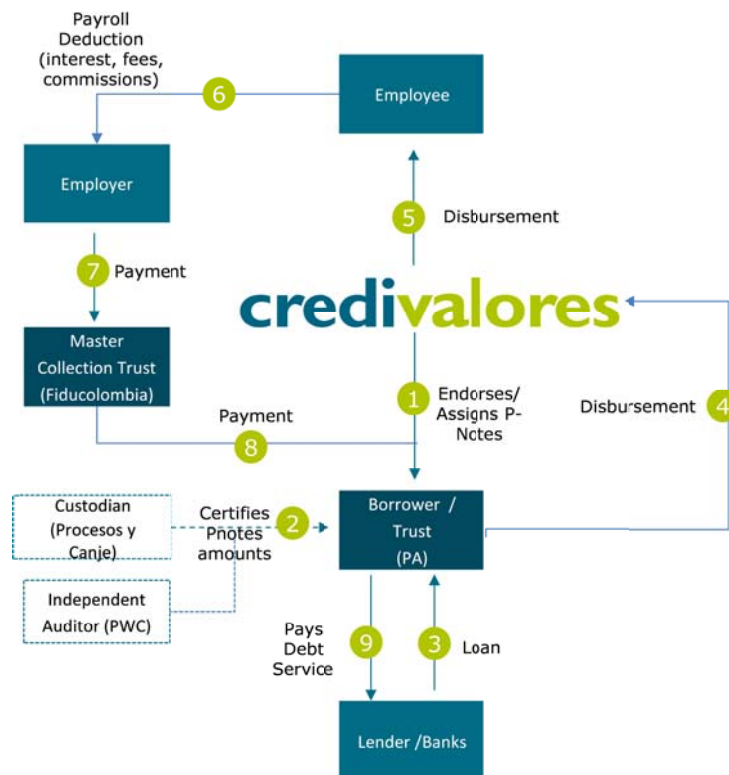 Payroll
Deduction
(interest, fees,
commissions)
6
Employee
Employer
5
Disbursement
7
Payment
credivalores
Master
Collection Trust
(Fiducolombia)
1
Endorses/
Assigns P-
Notes
Disbursement
4
Payment
8
Custodian
(Procesos y
Canje)
Certifies
Pnotes
amounts
2
Borrower /
Trust
(PA)
Independent
Auditor (PWC)
Pays
Debt
Service
9
3
Loan
Lender /Banks